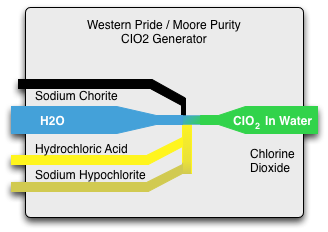 Western Pride / Moore Purity
ClO2 Generator
Sodium Chorite
H2O
ClO₂ In Water
Hydrochloric Acid
Chlorine
Dioxide
Sodium Hypochlorite